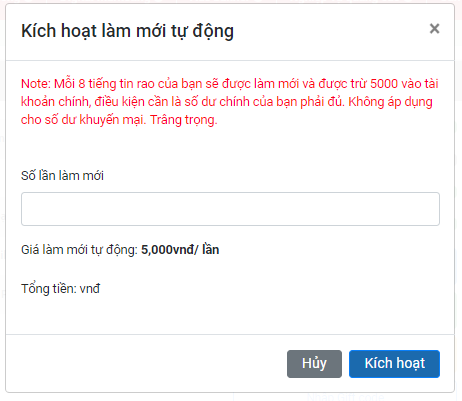 Kích hoạt làm mới tự động ×
Note: Mỗi 8 tiếng tin rao của bạn sẽ được làm mới và được trừ 5000 vào tài
khoản chính, điều kiện cần là số dư chính của bạn phải đủ. Không áp dụng
cho số dư khuyến mại. Trâng trọng.
Số lần làm mới
Giá làm mới tự động: 5,000vnđ/ lần
Tổng tiền: vnđ
Hủy Kích hoạt